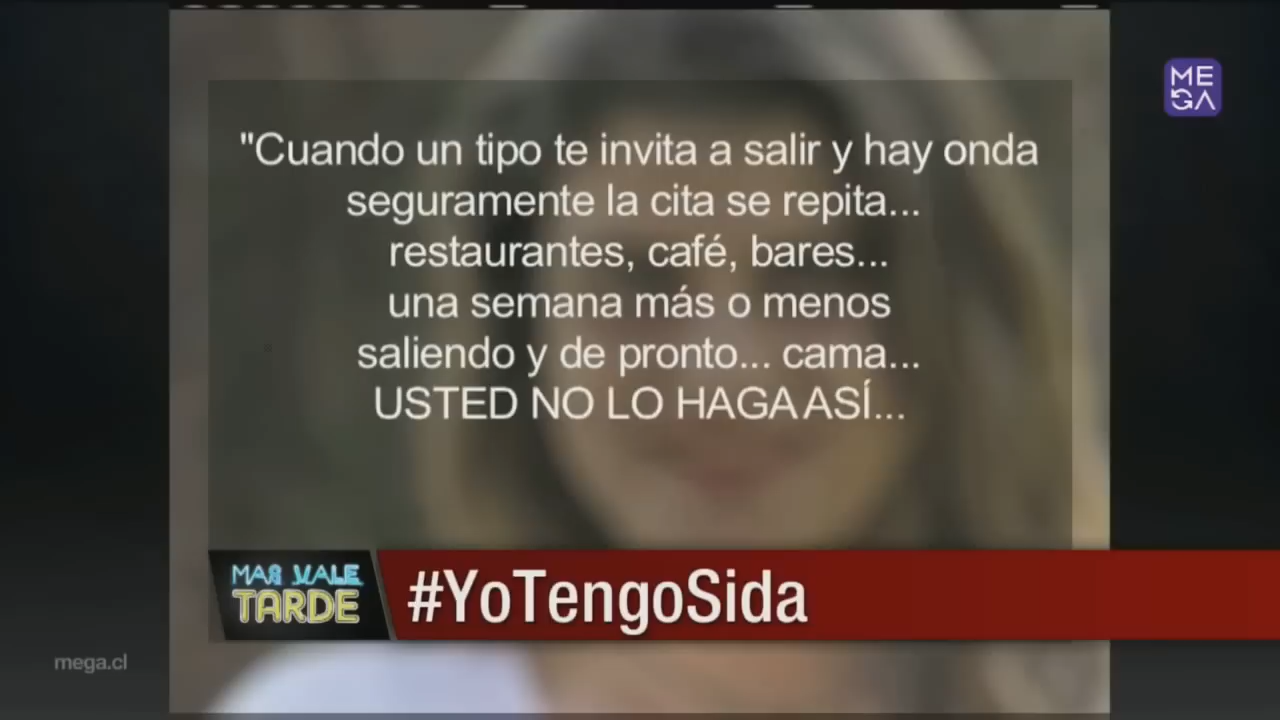 ME
GA
"Cuando un tipo te invita a salir y hay onda
seguramente la cita se repita...
restaurantes, café, bares...
una semana más o menos
saliendo y de pronto... cama...
USTED NO LO HAGA ASÍ...
MAS VALE
TARDE
#YoTengoSida
mega.cl